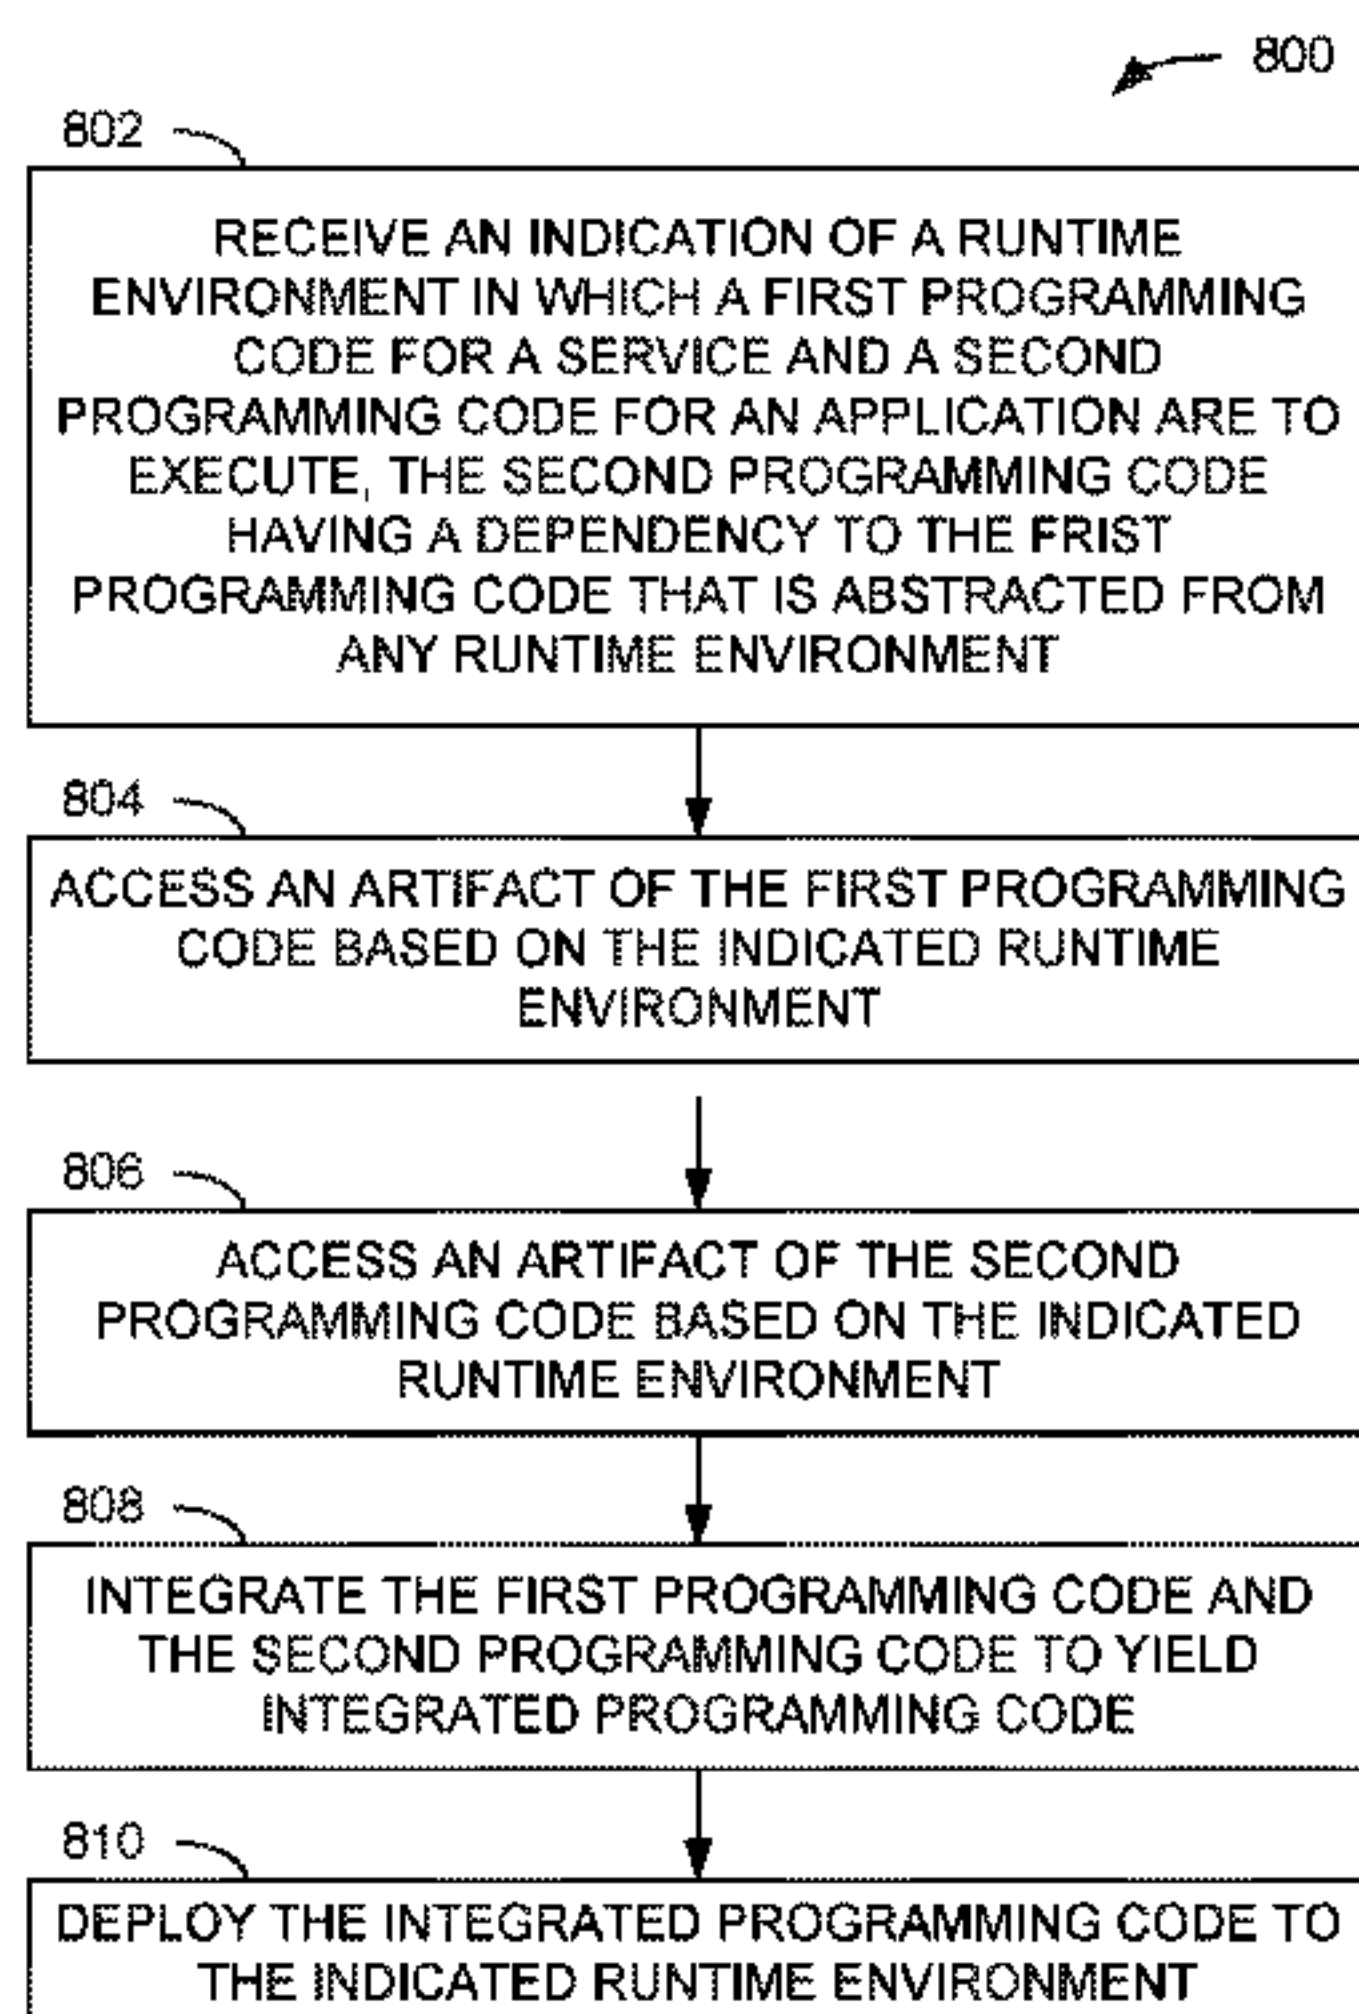 800
802
RECEIVE AN INDICATION OF A RUNTIME
ENVIRONMENT IN WHICH A FIRST PROGRAMMING
CODE FOR A SERVICE AND A SECOND
PROGRAMMING CODE FOR AN APPLICATION ARE TO
EXECUTE, THE SECOND PROGRAMMING CODE
HAVING A DEPENDENCY TO THE FRIST
PROGRAMMING CODE THAT IS ABSTRACTED FROM
ANY RUNTIME ENVIRONMENT
804
ACCESS AN ARTIFACT OF THE FIRST PROGRAMMING
CODE BASED ON THE INDICATED RUNTIME
ENVIRONMENT
806
ACCESS AN ARTIFACT OF THE SECOND
PROGRAMMING CODE BASED ON THE INDICATED
RUNTIME ENVIRONMENT
808
INTEGRATE THE FIRST PROGRAMMING CODE AND
THE SECOND PROGRAMMING CODE TO YIELD
INTEGRATED PROGRAMMING CODE
810
DEPLOY THE INTEGRATED PROGRAMMING CODE TO
THE INDICATED RUNTIME ENVIRONMENT